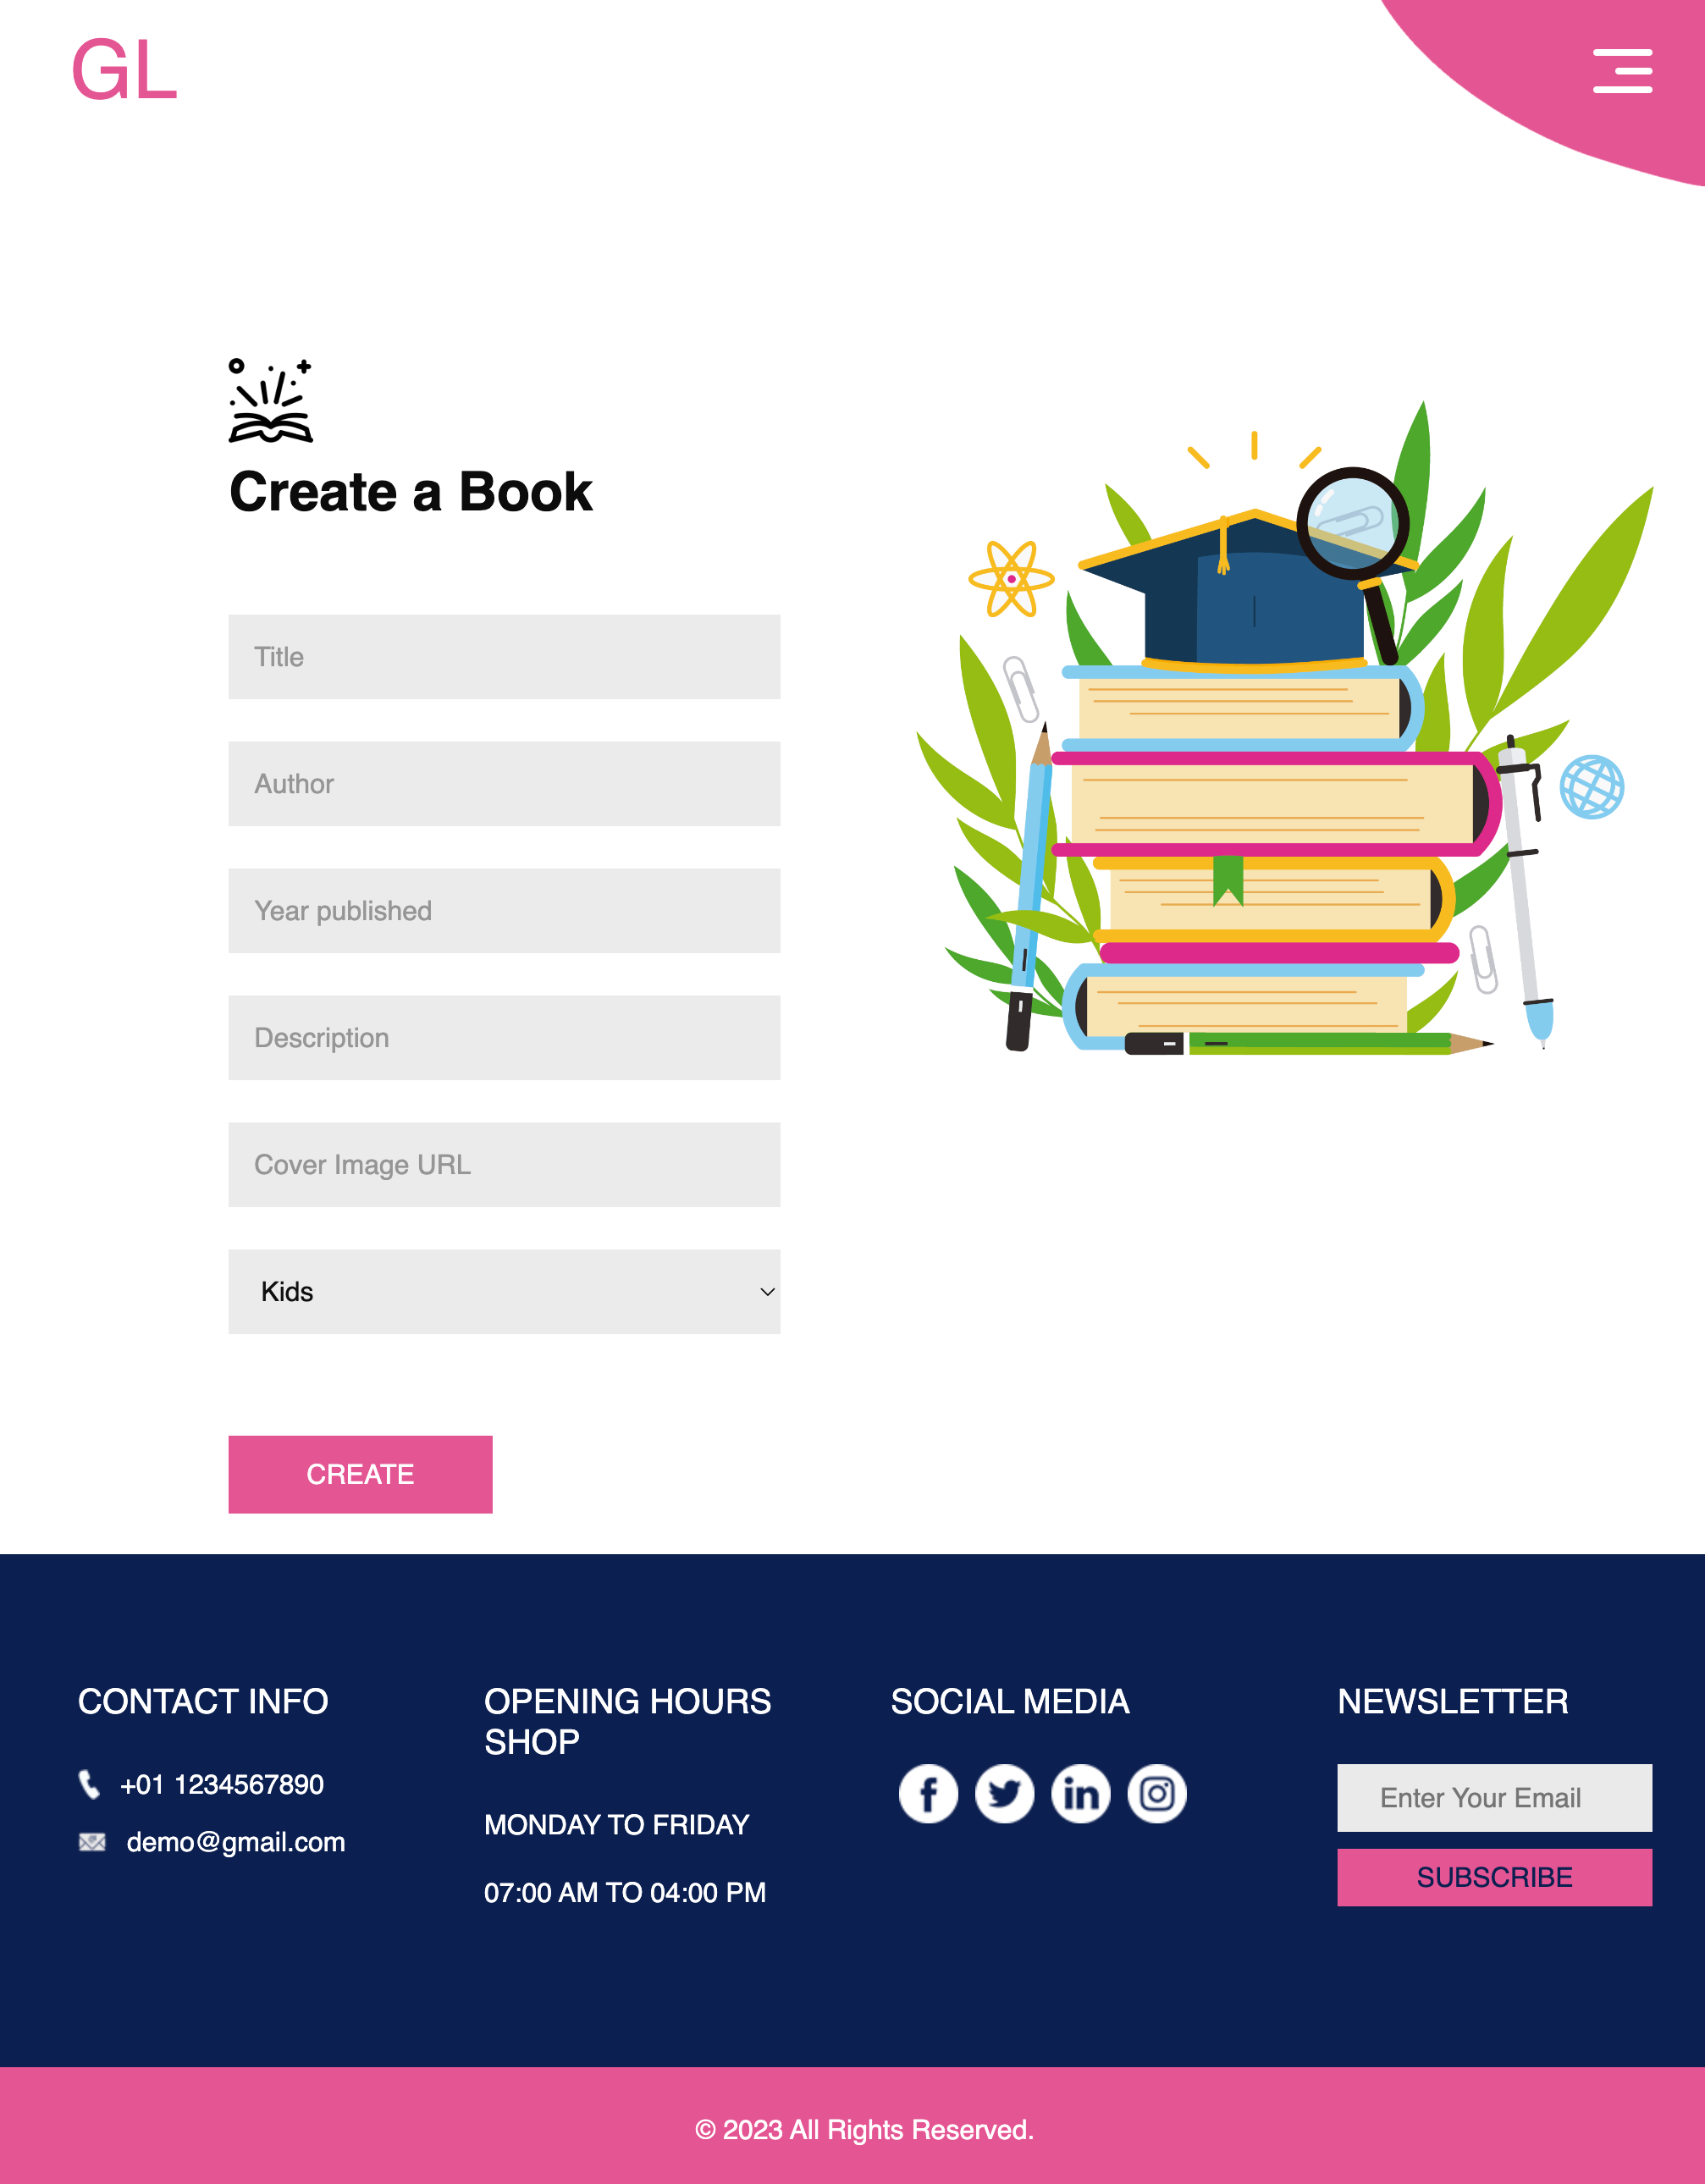 GL
Create a Book
Title
Author
Year published
Description
Cover Image URL
Kids
CREATE
CONTACT INFO
+01 1234567890
demo@gmail.com
OPENING HOURS
SHOP
MONDAY TO FRIDAY
07:00 AM TO 04:00 PM
SOCIAL MEDIA
NEWSLETTER
Enter Your Email
SUBSCRIBE
© 2023 All Rights Reserved.